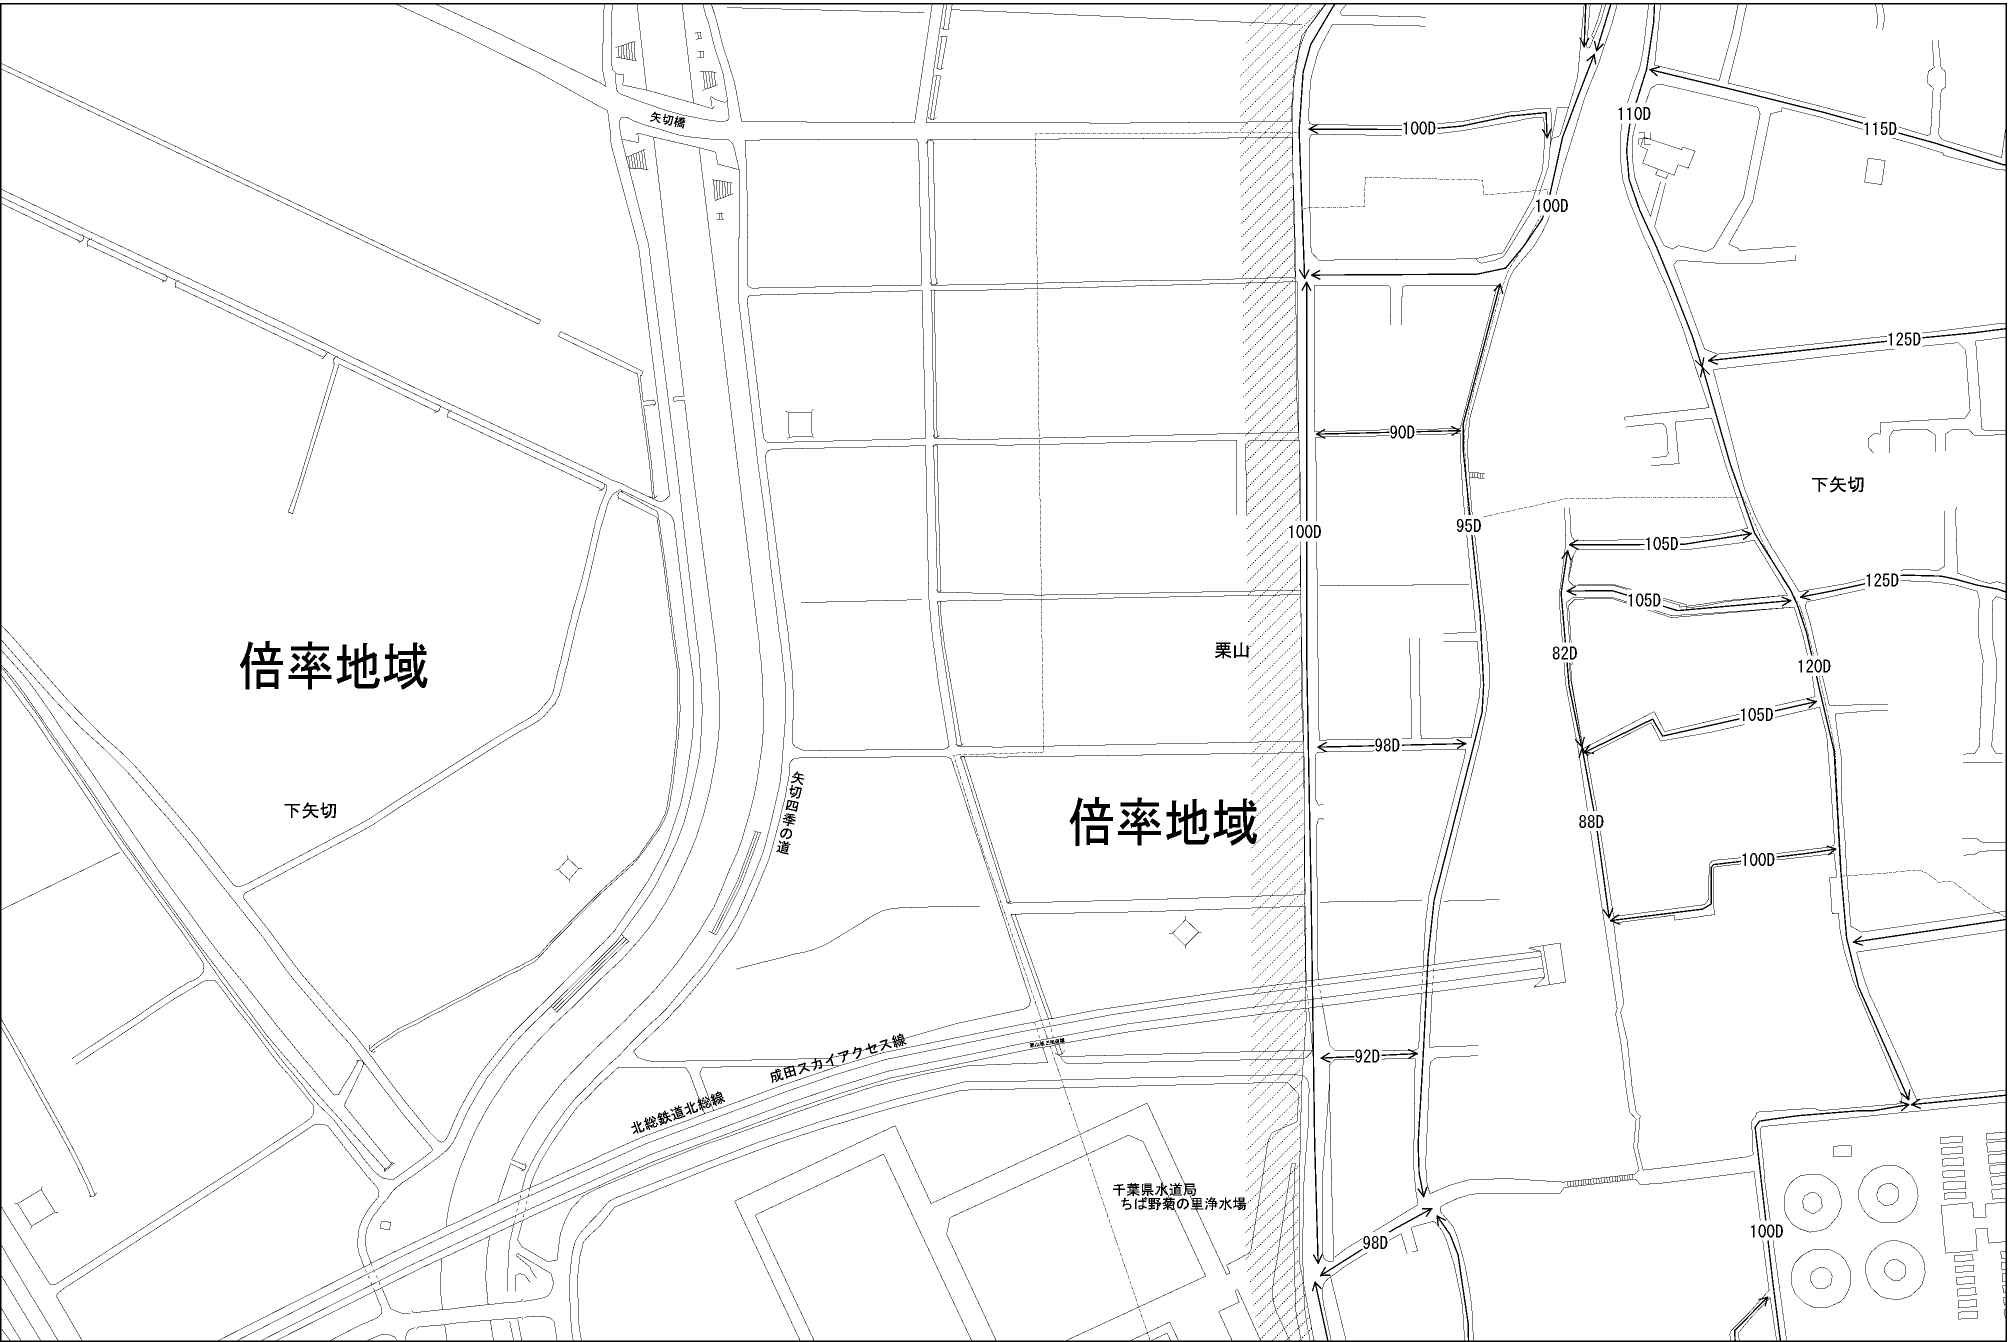 矢切橋
100D
110D
115D
100D
125D
90D
下矢切
95D
100D
105D
125D
105D
栗山
82D
倍率地域
120D
105D
98D
矢切四季の道
下矢切
倍率地域
88D
100D
成田スカイアクセス線
92D
北総鉄道北総線
千葉県水道局
ちば野菊の里浄水場
100D
98D